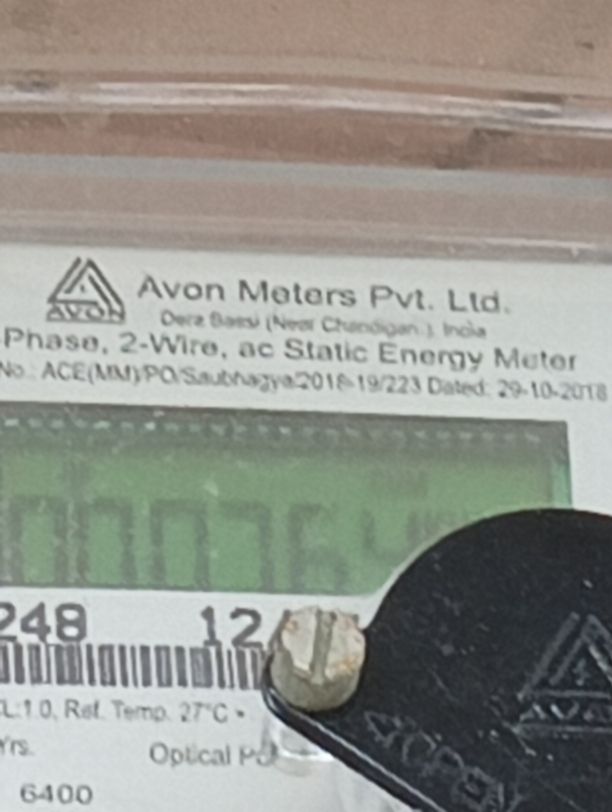 AVON
Avon Meters Pvt. Ltd.
Dera Bassi (Near Chandigarh) India
Phase, 2-Wire, ac Static Energy Meter
No.: ACE(MM)/PO/Saubhagya/2018-19/223 Dated: 29-10-2018
248 12
CL:1.0, Ref. Temp. 27°C
Yrs. Optical
6400